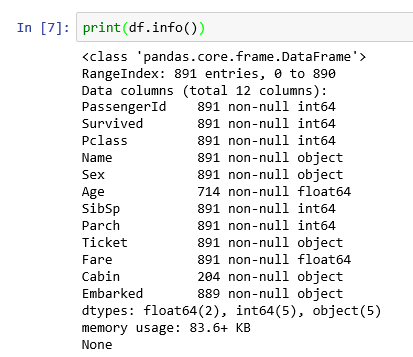 In [7]: print(df.info())
<class 'pandas.core.frame.DataFrame'>
RangeIndex: 891 entries, 0 to 890
Data columns (total 12 columns):
PassengerId    891 non-null int64
Survived       891 non-null int64
Pclass         891 non-null int64
Name           891 non-null object
Sex            891 non-null object
Age            714 non-null float64
SibSp          891 non-null int64
Parch          891 non-null int64
Ticket         891 non-null object
Fare           891 non-null float64
Cabin          204 non-null object
Embarked       889 non-null object
dtypes: float64(2), int64(5), object(5)
memory usage: 83.6+ KB
None